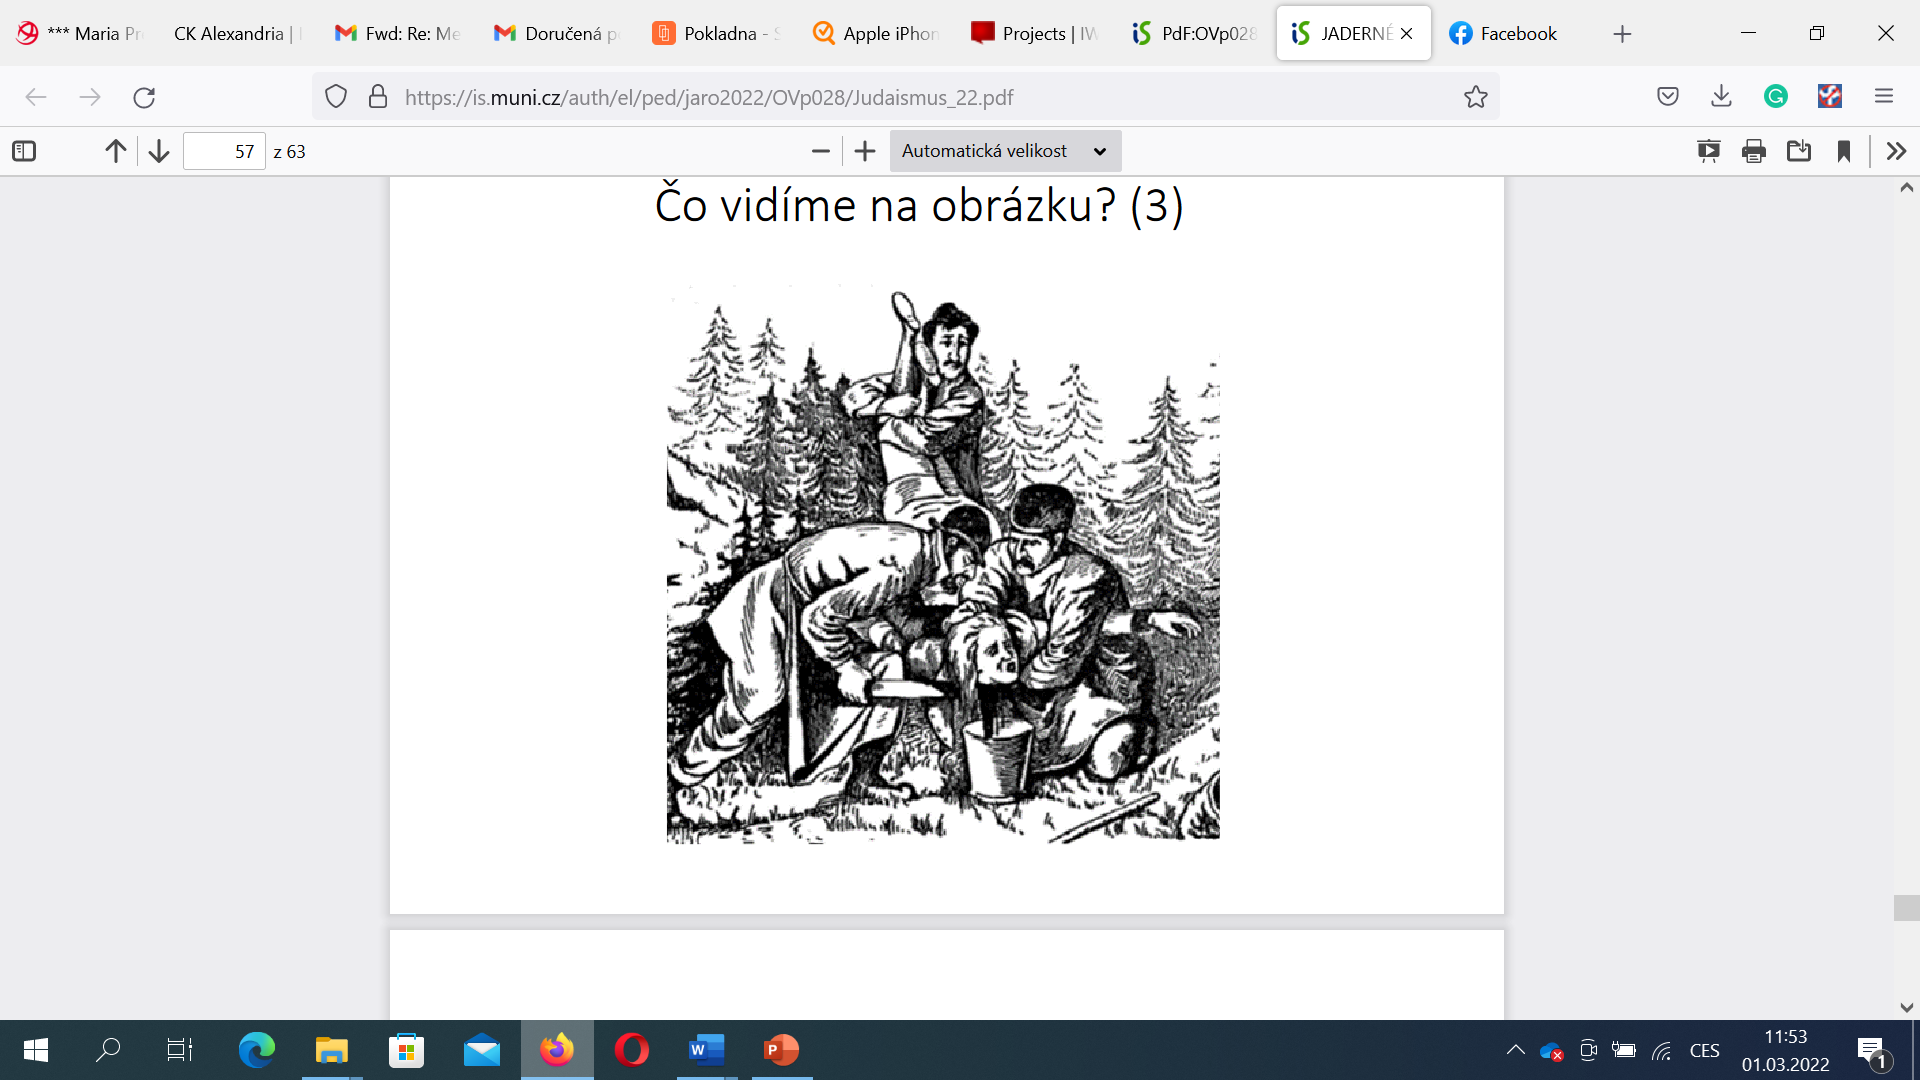 *** Maria Pr
CK Alexandria |
Fwd: Re: Me
Doručená p
Pokladna - S
Apple iPhon
Projects | IW
PdF:OVp028
JADERNÉ
Facebook
https://is.muni.cz/auth/el/ped/jaro2022/OVp028/Judaismus_22.pdf
57 z 63
Automatická velikost
Čo vidíme na obrázku? (3)
CES
11:53
01.03.2022
1